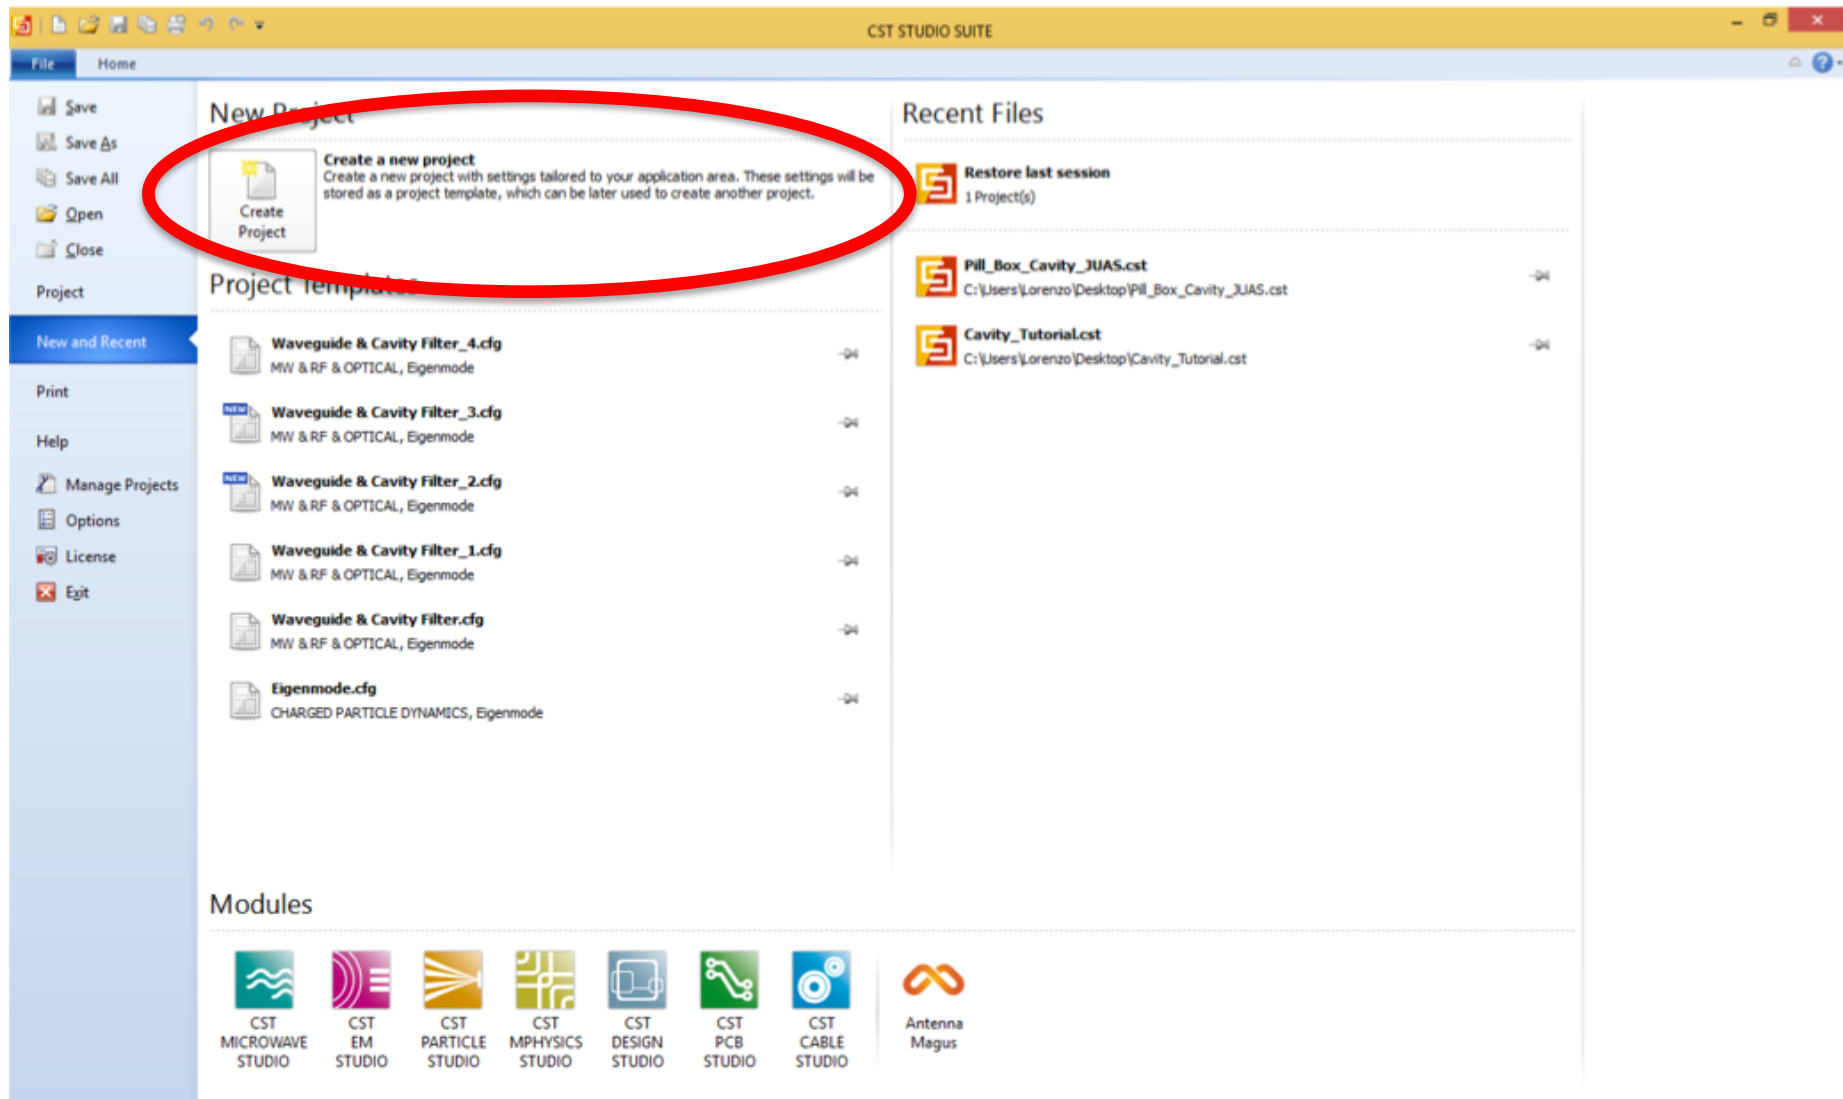 CST STUDIO SUITE
File Home
Save
Save As
Save All
Open
Close
Project
New and Recent
Print
Help
Manage Projects
Options
License
Exit
New Project
Create Project
Create a new project
Create a new project with settings tailored to your application area. These settings will be
stored as a project template, which can be later used to create another project.
Project Templates
Waveguide & Cavity Filter_4.cfg
MW & RF & OPTICAL, Eigenmode
NEW
Waveguide & Cavity Filter_3.cfg
MW & RF & OPTICAL, Eigenmode
NEW
Waveguide & Cavity Filter_2.cfg
MW & RF & OPTICAL, Eigenmode
Waveguide & Cavity Filter_1.cfg
MW & RF & OPTICAL, Eigenmode
Waveguide & Cavity Filter.cfg
MW & RF & OPTICAL, Eigenmode
Eigenmode.cfg
CHARGED PARTICLE DYNAMICS, Eigenmode
Recent Files
Restore last session
1 Project(s)
Pill_Box_Cavity_JUAS.cst
C:\Users\Lorenzo\Desktop\Pill_Box_Cavity_JUAS.cst
Cavity_Tutorial.cst
C:\Users\Lorenzo\Desktop\Cavity_Tutorial.cst
Modules
CST
MICROWAVE
STUDIO
CST
EM
STUDIO
CST
PARTICLE
STUDIO
CST
MPHYSICS
STUDIO
CST
DESIGN
STUDIO
CST
PCB
STUDIO
CST
CABLE
STUDIO
Antenna
Magus